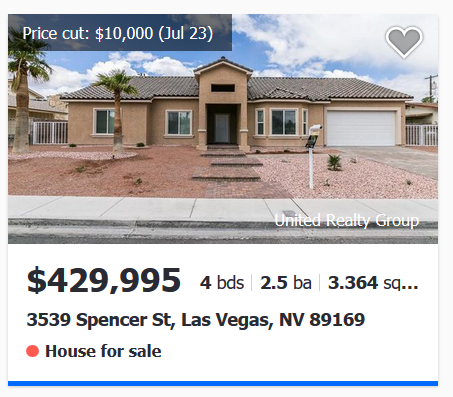 Price cut: $10,000 (Jul 23)
United Realty Group
$429,995 4 bds 2.5 ba 3.364 sq...
3539 Spencer St, Las Vegas, NV 89169
House for sale